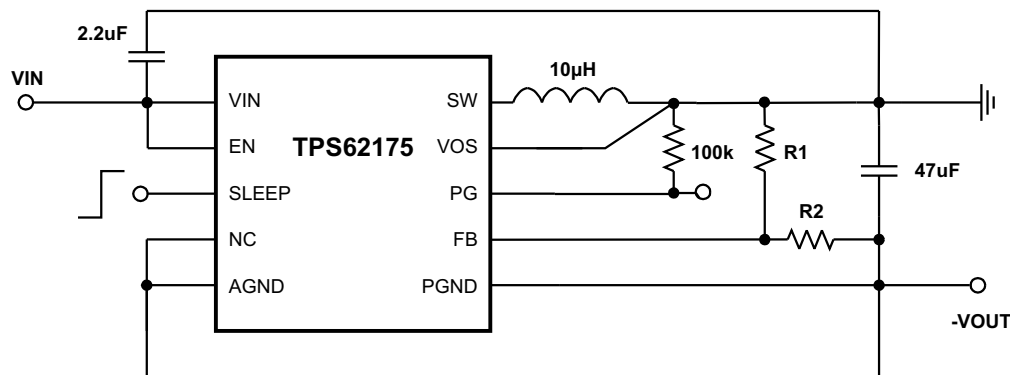 2.2uF
10µH
VIN
VIN
SW
TPS62175
EN
VOS
100k
R1
47uF
SLEEP
PG
R2
NC
FB
AGND
PGND
-VOUT